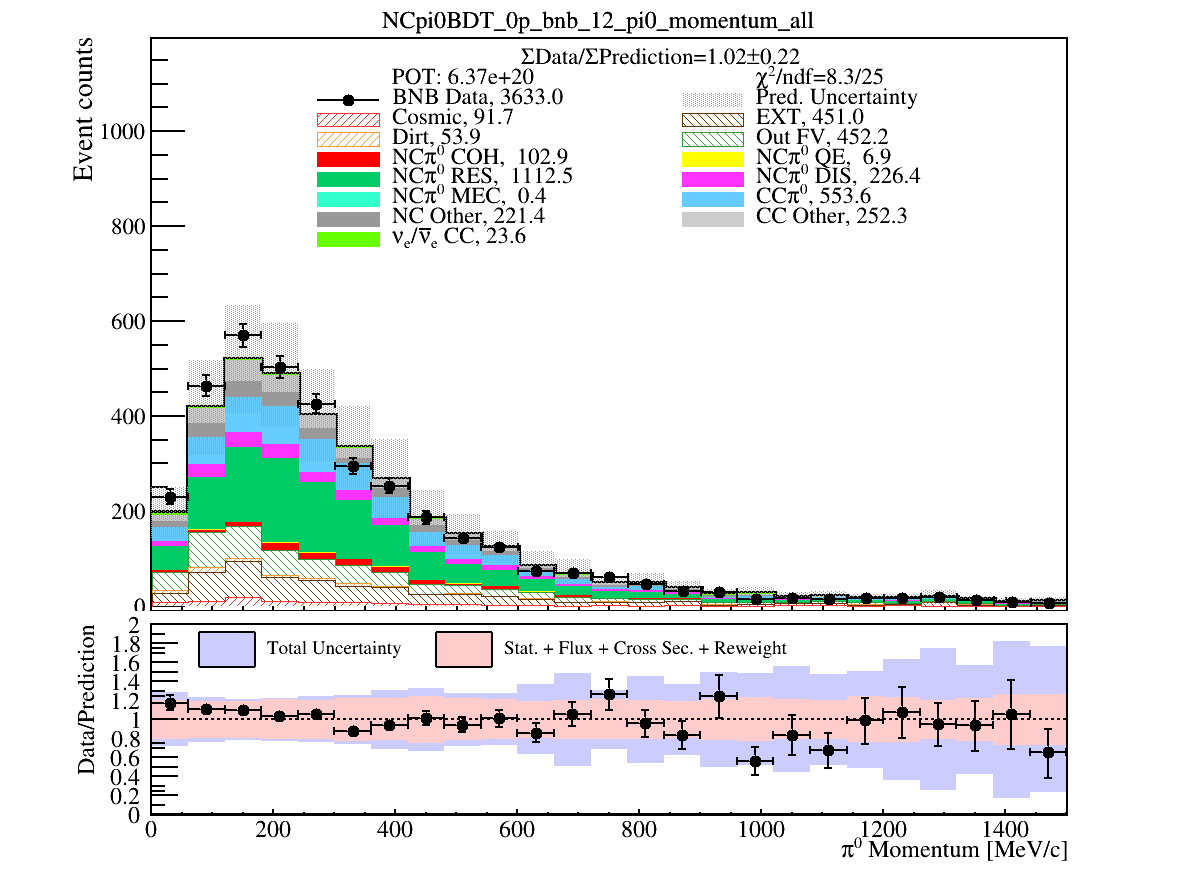 NCpi0BDT_0p_bnb_12_pi0_momentum_all
ΣData/ΣPrediction=1.02±0.22
POT: 6.37e+20
χ²/ndf=8.3/25
BNB Data, 3633.0
Pred. Uncertainty
Cosmic, 91.7
EXT, 451.0
Dirt, 53.9
Out FV, 452.2
NCπ⁰ COH, 102.9
NCπ⁰ QE, 6.9
NCπ⁰ RES, 1112.5
NCπ⁰ DIS, 226.4
NCπ⁰ MEC, 0.4
CCπ⁰, 553.6
NC Other, 221.4
CC Other, 252.3
νₑ/ν̅ₑ CC, 23.6
Event counts
1000
800
600
400
200
0
Total Uncertainty
Stat. + Flux + Cross Sec. + Reweight
Data/Prediction
2
1.8
1.6
1.4
1.2
1
0.8
0.6
0.4
0.2
0
0 200 400 600 800 1000 1200 1400
π⁰ Momentum [MeV/c]